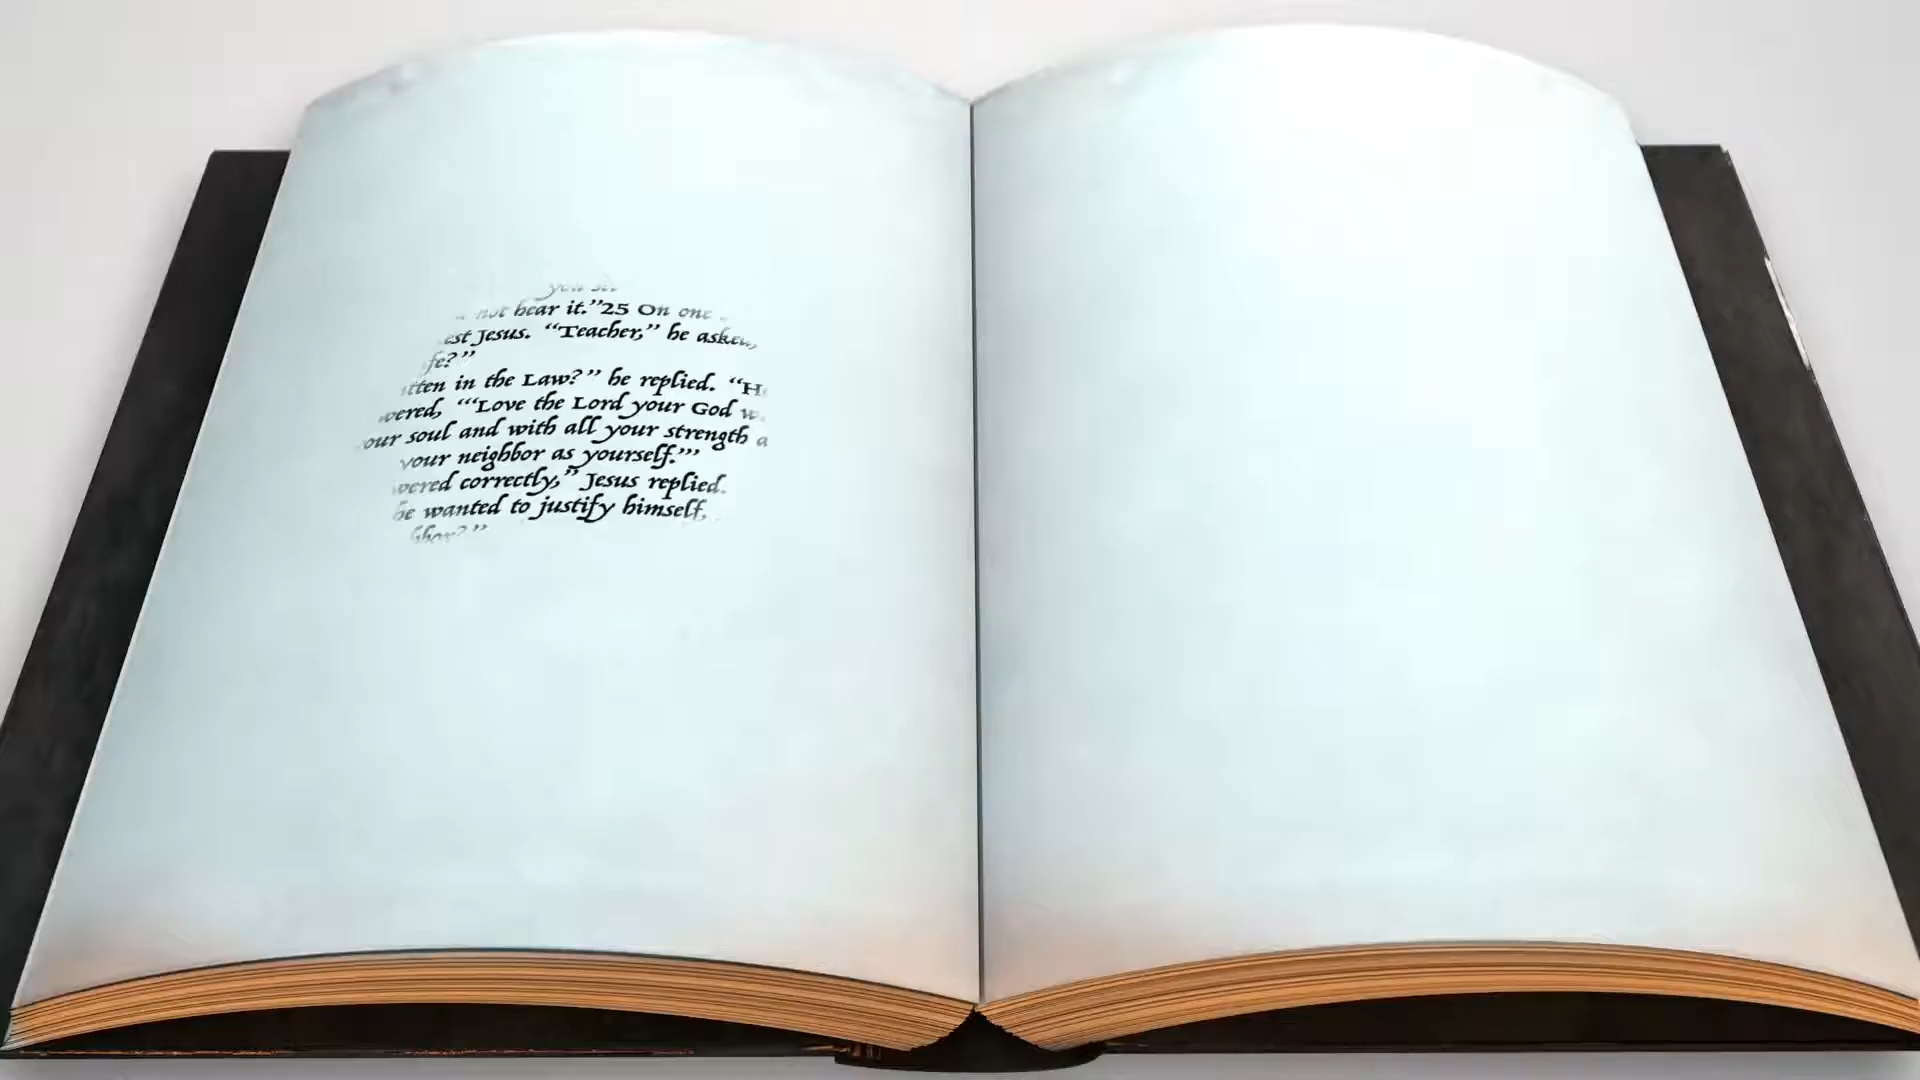 not hear it.”25 On one
est Jesus. “Teacher,” he asked,
fe?”
tten in the Law?” he replied. “H
wered, “‘Love the Lord your God w
our soul and with all your strength a
your neighbor as yourself.’”
wered correctly,” Jesus replied.
he wanted to justify himself,